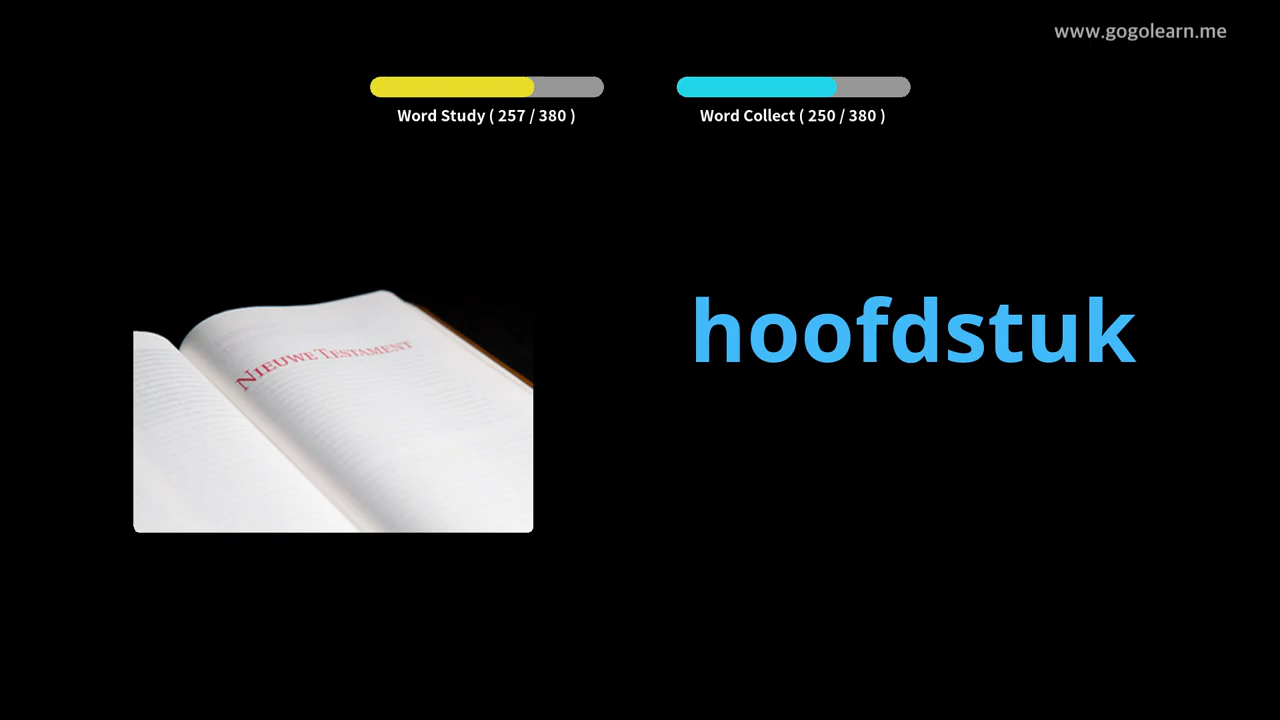 www.gogolearn.me
Word Study ( 257 / 380 )
Word Collect ( 250 / 380 )
NIEUWE TESTAMENT
hoofdstuk